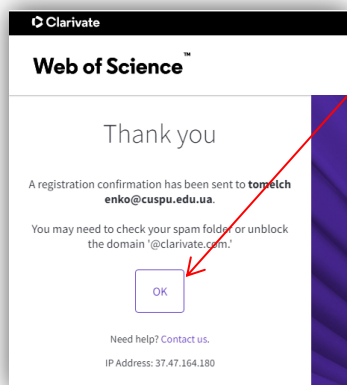 Clarivate
Web of Science™
Thank you
A registration confirmation has been sent to tomelch
enko@cuspu.edu.ua.
You may need to check your spam folder or unblock
the domain '@clarivate.com.'
OK
Need help? Contact us.
IP Address: 37.47.164.180